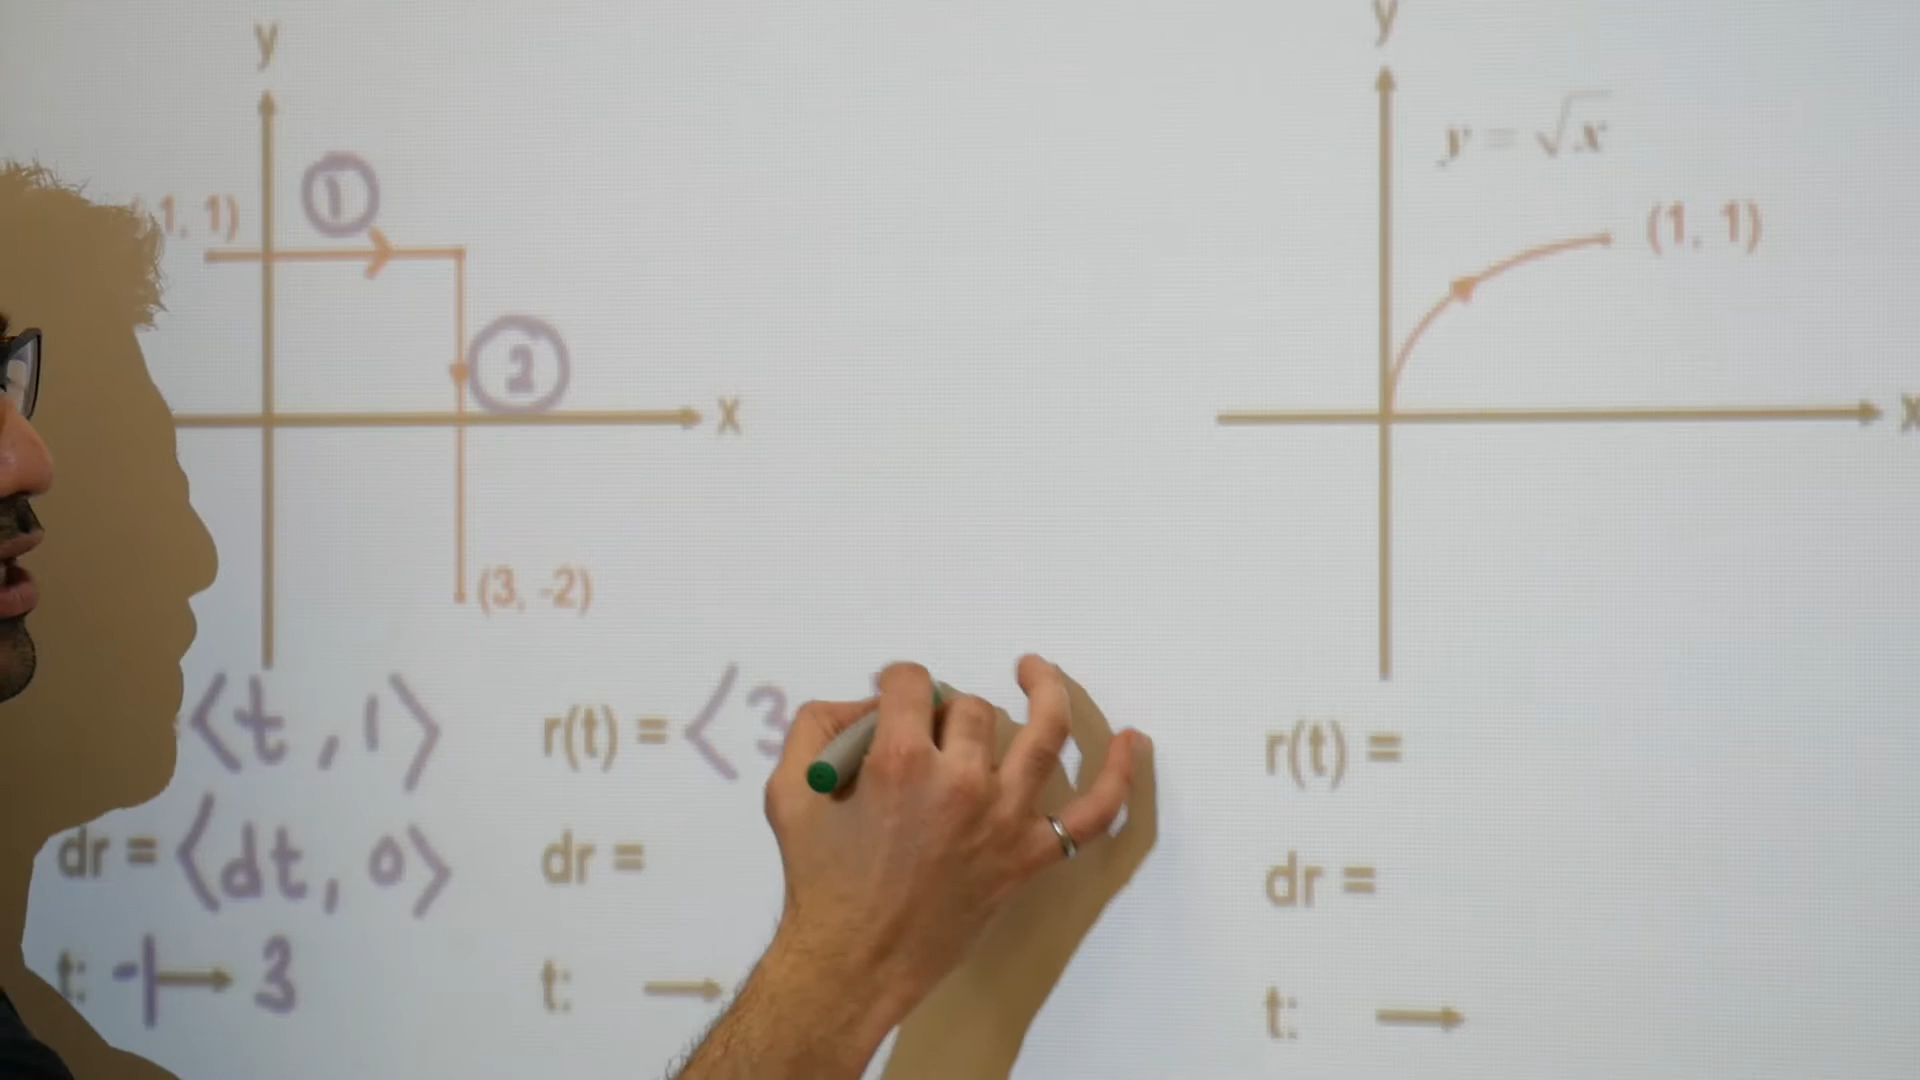 y
①
1, 1)
②
x
(3, -2)
⟨t, 1⟩
dr = ⟨dt, 0⟩
t: -1 → 3
r(t) = ⟨3
dr =
t: →
y
y = √x
(1, 1)
x
r(t) =
dr =
t: →